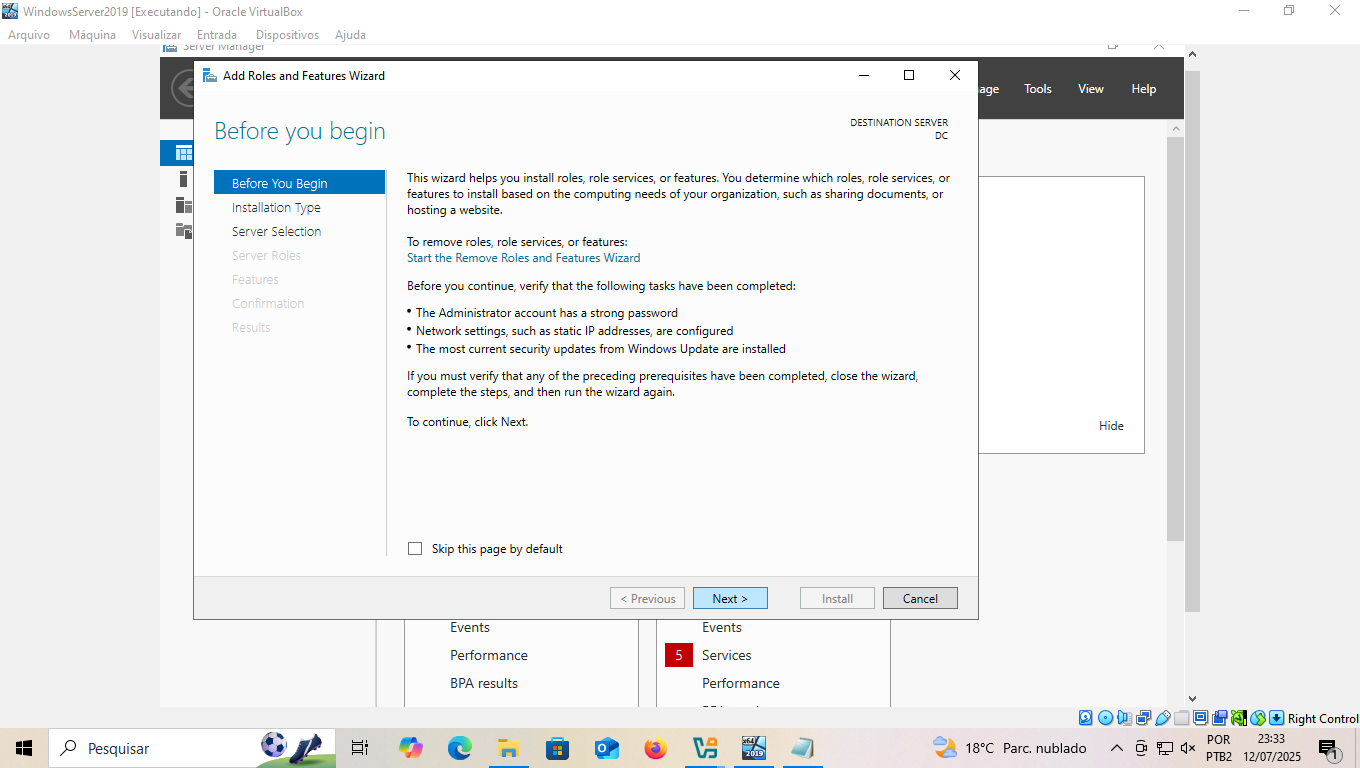 WindowsServer2019 [Executando] - Oracle VirtualBox
Arquivo Máquina Visualizar Entrada Dispositivos Ajuda
Server Manager
Add Roles and Features Wizard
Tools View Help
Before you begin
DESTINATION SERVER
DC
Before You Begin
Installation Type
Server Selection
Server Roles
Features
Confirmation
Results
This wizard helps you install roles, role services, or features. You determine which roles, role services, or
features to install based on the computing needs of your organization, such as sharing documents, or
hosting a website.
To remove roles, role services, or features:
Start the Remove Roles and Features Wizard
Before you continue, verify that the following tasks have been completed:
• The Administrator account has a strong password
• Network settings, such as static IP addresses, are configured
• The most current security updates from Windows Update are installed
If you must verify that any of the preceding prerequisites have been completed, close the wizard,
complete the steps, and then run the wizard again.
To continue, click Next.
Hide
Skip this page by default
< Previous Next > Install Cancel
Events Events
Performance 5 Services
BPA results Performance
Right Control
Pesquisar
x64
2019
18°C Parc. nublado
POR
PTB2
23:33
12/07/2025
1